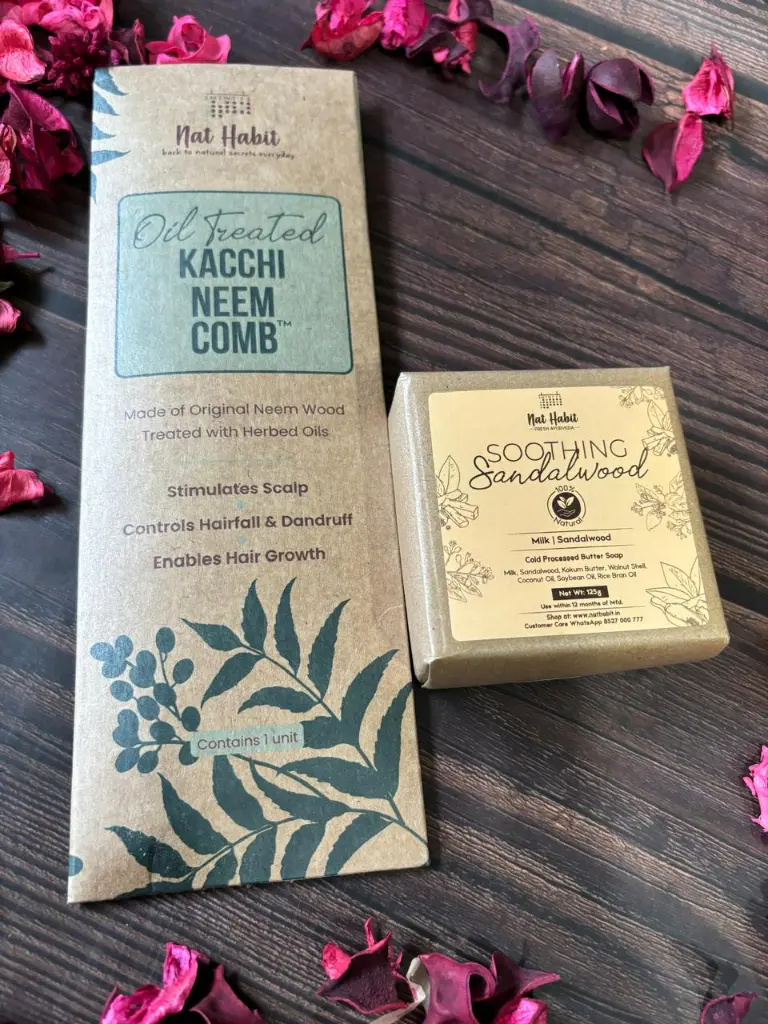 Nat Habit
back to natural secrets everyday
Oil Treated
KACCHI
NEEM
COMB™
Made of Original Neem Wood
Treated with Herbed Oils
Stimulates Scalp
Controls Hairfall & Dandruff
Enables Hair Growth
Contains 1 unit
Nat Habit
FRESH AYURVEDA
SOOTHING
Sandalwood
100%
Natural
Milk | Sandalwood
Cold Processed Butter Soap
Milk, Sandalwood, Kokum Butter, Walnut Shell,
Coconut Oil, Soybean Oil, Rice Bran Oil
Net Wt: 125g
Use within 12 months of Mfd.
Shop at: www.nathabit.in
Customer Care WhatsApp 8527 000 777